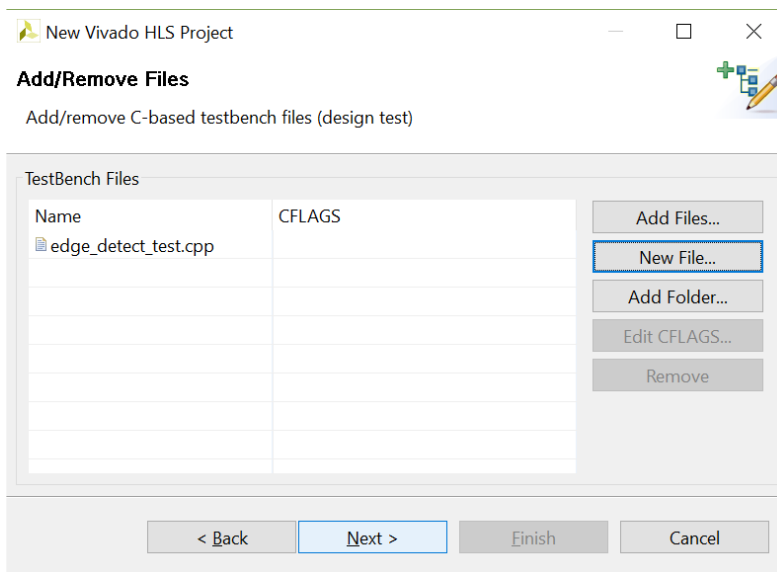 New Vivado HLS Project
Add/Remove Files
Add/remove C-based testbench files (design test)
TestBench Files
Name CFLAGS
edge_detect_test.cpp
Add Files...
New File...
Add Folder...
Edit CFLAGS...
Remove
< Back Next > Finish Cancel